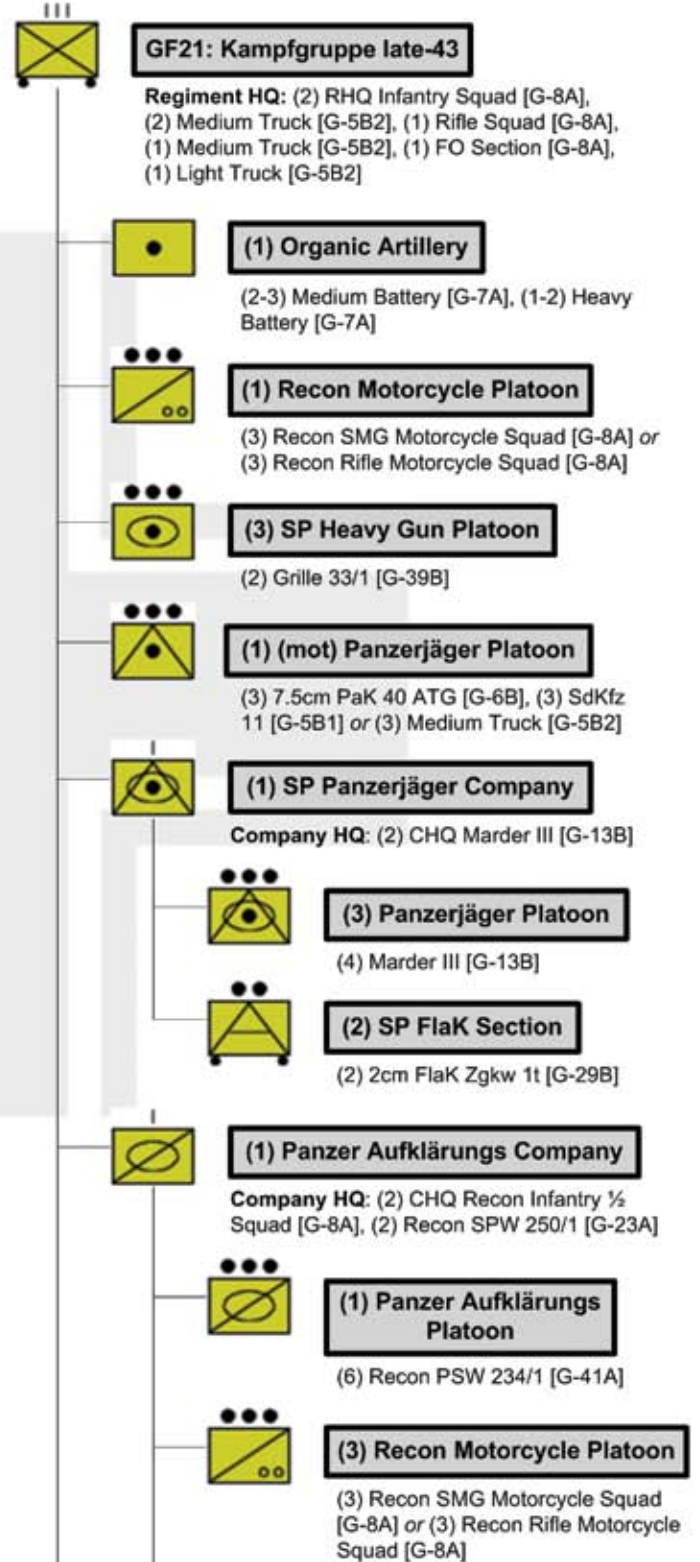 GF21: Kampfgruppe late-43
Regiment HQ: (2) RHQ Infantry Squad [G-8A],
(2) Medium Truck [G-5B2], (1) Rifle Squad [G-8A],
(1) Medium Truck [G-5B2], (1) FO Section [G-8A],
(1) Light Truck [G-5B2]
(1) Organic Artillery
(2-3) Medium Battery [G-7A], (1-2) Heavy
Battery [G-7A]
(1) Recon Motorcycle Platoon
(3) Recon SMG Motorcycle Squad [G-8A] or
(3) Recon Rifle Motorcycle Squad [G-8A]
(3) SP Heavy Gun Platoon
(2) Grille 33/1 [G-39B]
(1) (mot) Panzerjäger Platoon
(3) 7.5cm PaK 40 ATG [G-6B], (3) SdKfz
11 [G-5B1] or (3) Medium Truck [G-5B2]
(1) SP Panzerjäger Company
Company HQ: (2) CHQ Marder III [G-13B]
(3) Panzerjäger Platoon
(4) Marder III [G-13B]
(2) SP FlaK Section
(2) 2cm FlaK Zgkw 1t [G-29B]
(1) Panzer Aufklärungs Company
Company HQ: (2) CHQ Recon Infantry ½
Squad [G-8A], (2) Recon SPW 250/1 [G-23A]
(1) Panzer Aufklärungs
Platoon
(6) Recon PSW 234/1 [G-41A]
(3) Recon Motorcycle Platoon
(3) Recon SMG Motorcycle Squad
[G-8A] or (3) Recon Rifle Motorcycle
Squad [G-8A]